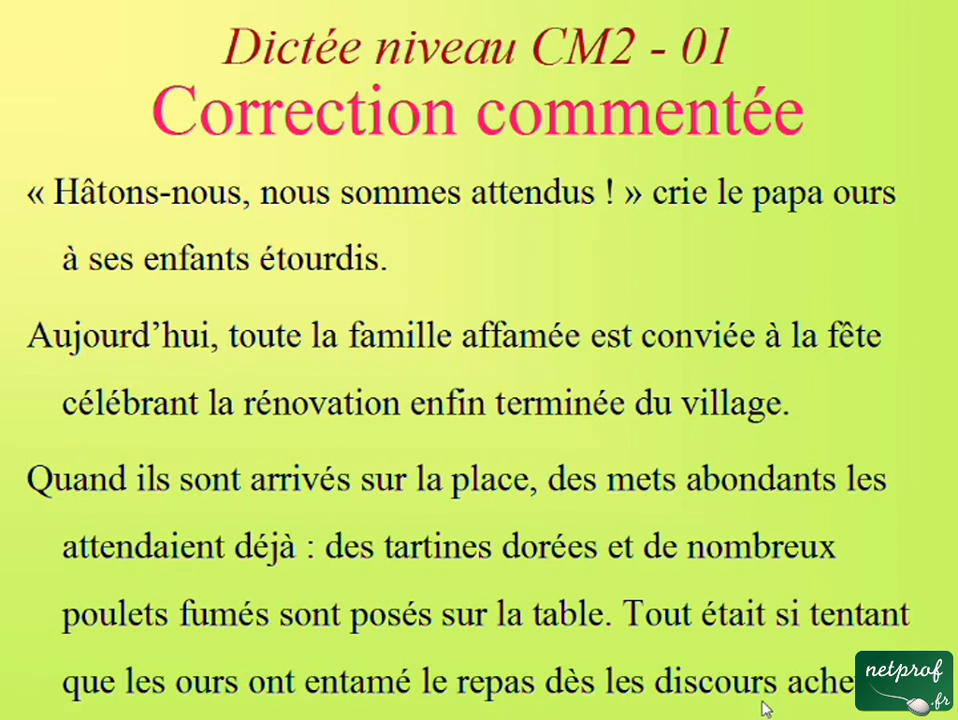 Dictée niveau CM2 - 01
Correction commentée
« Hâtons-nous, nous sommes attendus ! » crie le papa ours
à ses enfants étourdis.
Aujourd’hui, toute la famille affamée est conviée à la fête
célébrant la rénovation enfin terminée du village.
Quand ils sont arrivés sur la place, des mets abondants les
attendaient déjà : des tartines dorées et de nombreux
poulets fumés sont posés sur la table. Tout était si tentant
que les ours ont entamé le repas dès les discours
netprof
.fr